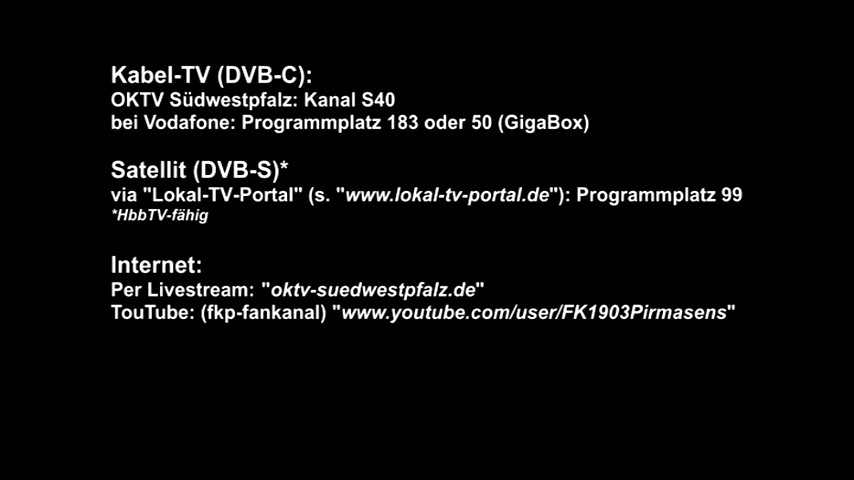 Kabel-TV (DVB-C):
OKTV Südwestpfalz: Kanal S40
bei Vodafone: Programmplatz 183 oder 50 (GigaBox)
Satellit (DVB-S)*
via "Lokal-TV-Portal" (s. "www.lokal-tv-portal.de"): Programmplatz 99
*HbbTV-fähig
Internet:
Per Livestream: "oktv-suedwestpfalz.de"
TouTube: (fkp-fankanal) "www.youtube.com/user/FK1903Pirmasens"